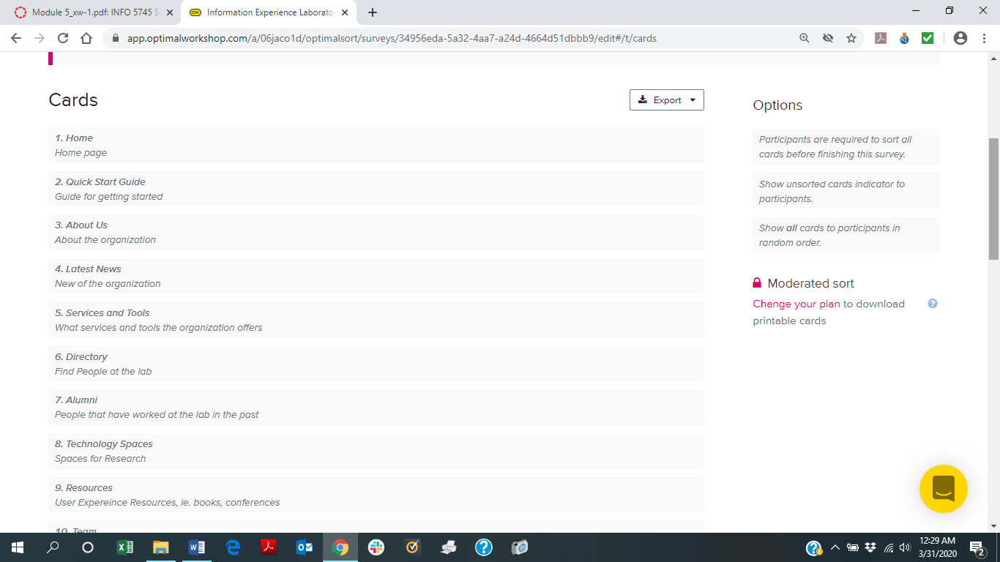 Module 5_xw-1.pdf: INFO 5745 S
Information Experience Laborato
app.optimalworkshop.com/a/06jaco1d/optimalsort/surveys/34956eda-5a32-4aa7-a24d-4664d51dbbb9/edit#/t/cards
Cards
Export
1. Home
Home page
2. Quick Start Guide
Guide for getting started
3. About Us
About the organization
4. Latest News
New of the organization
5. Services and Tools
What services and tools the organization offers
6. Directory
Find People at the lab
7. Alumni
People that have worked at the lab in the past
8. Technology Spaces
Spaces for Research
9. Resources
User Expereince Resources, ie. books, conferences
10. Team
Options
Participants are required to sort all
cards before finishing this survey.
Show unsorted cards indicator to
participants.
Show all cards to participants in
random order.
Moderated sort
Change your plan to download
printable cards
12:29 AM
3/31/2020
2